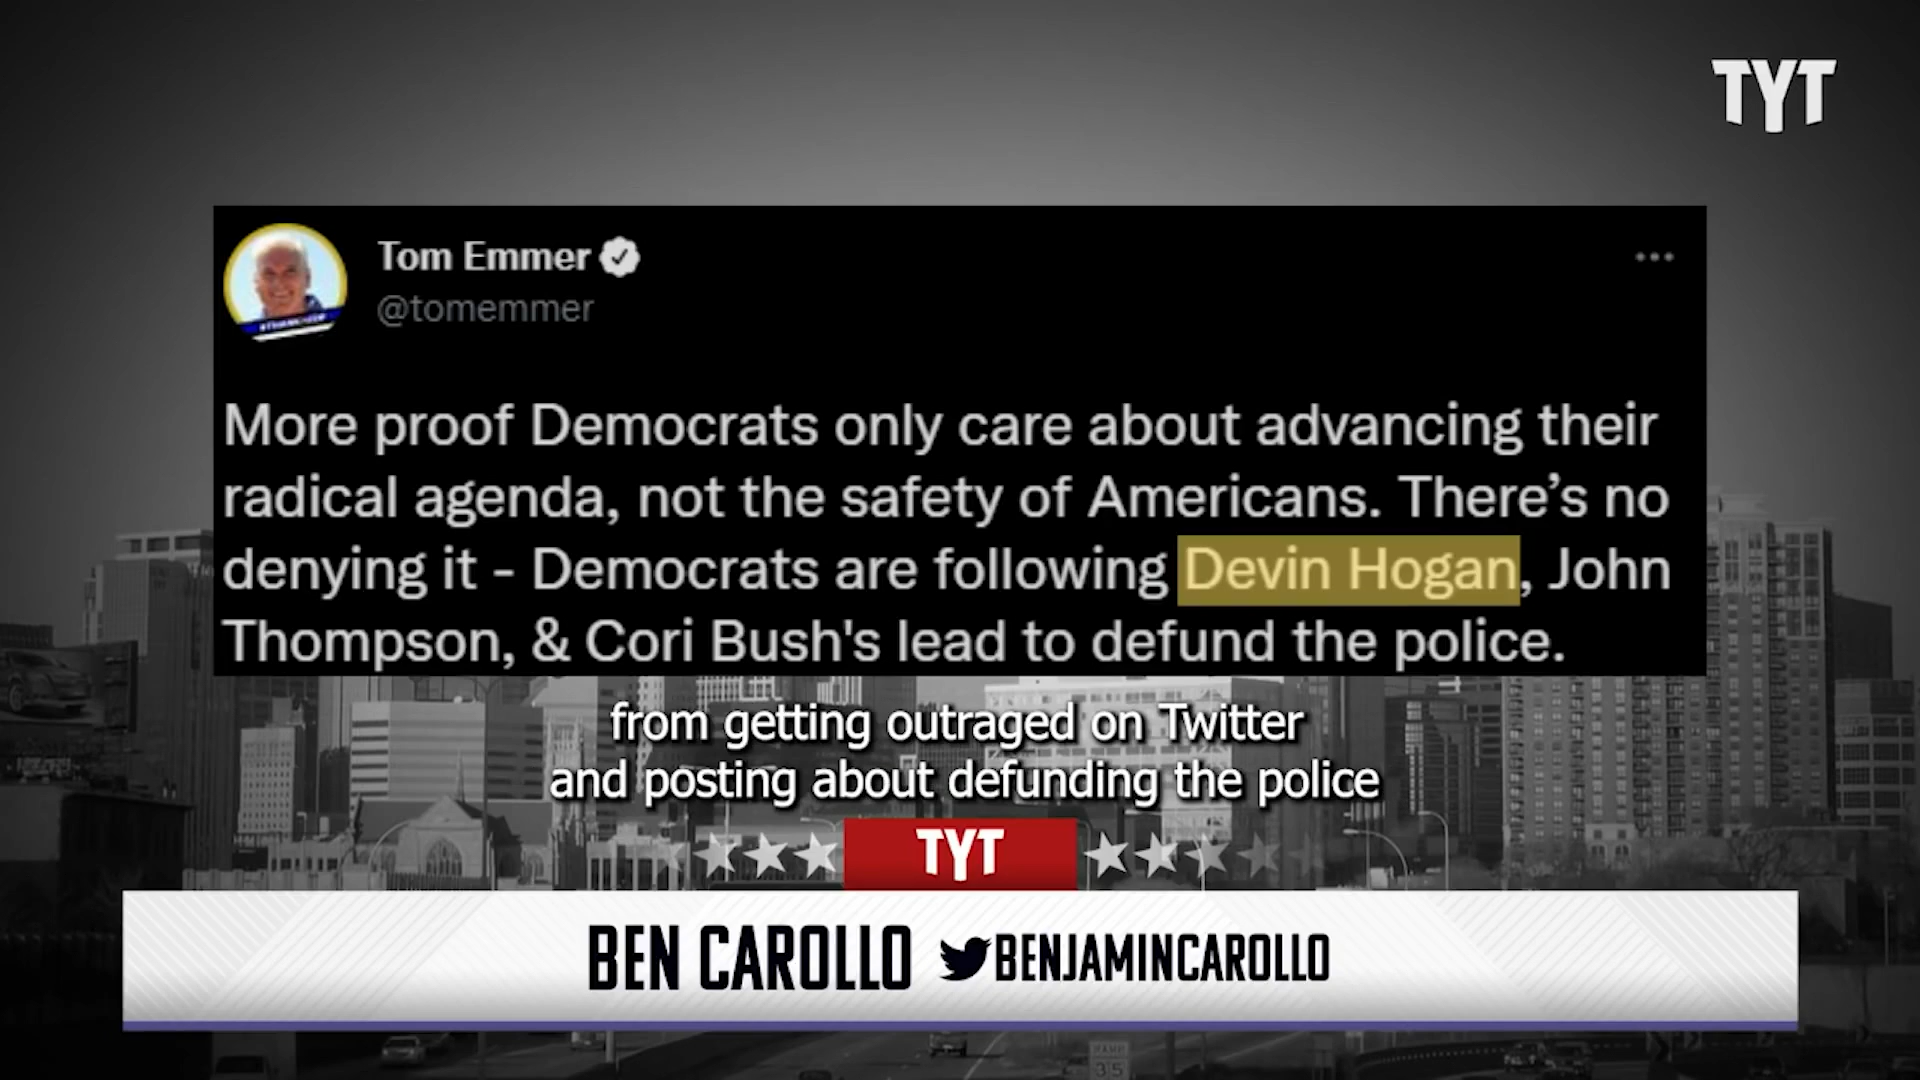 TYT
Tom Emmer
@tomemmer
More proof Democrats only care about advancing their
radical agenda, not the safety of Americans. There’s no
denying it - Democrats are following Devin Hogan, John
Thompson, & Cori Bush's lead to defund the police.
from getting outraged on Twitter
and posting about defunding the police
TYT
BEN CAROLLO BENJAMINCAROLLO
RAMP
35